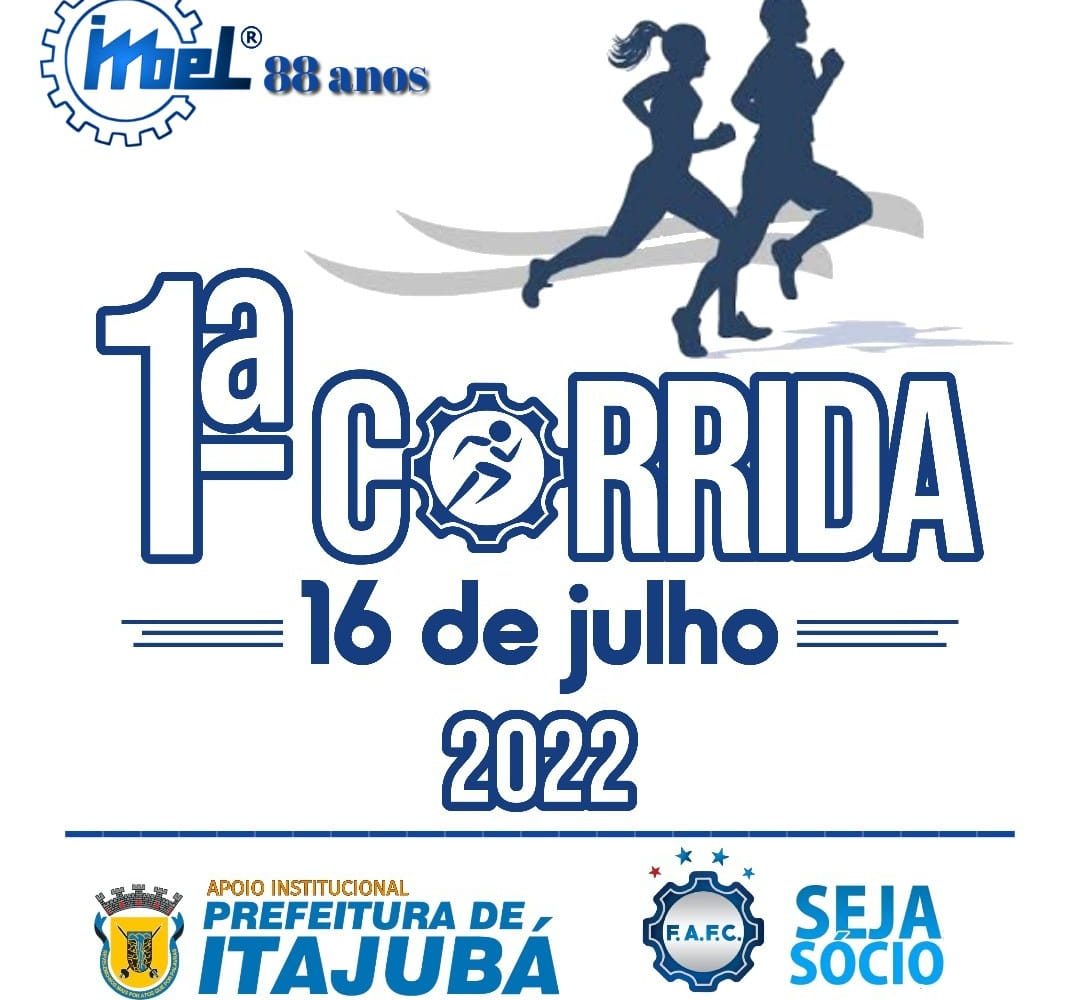 imbeL® 88 anos
1ª CORRIDA
16 de julho
2022
APOIO INSTITUCIONAL
PREFEITURA DE
ITAJUBÁ
F.A.F.C.
SEJA
SÓCIO